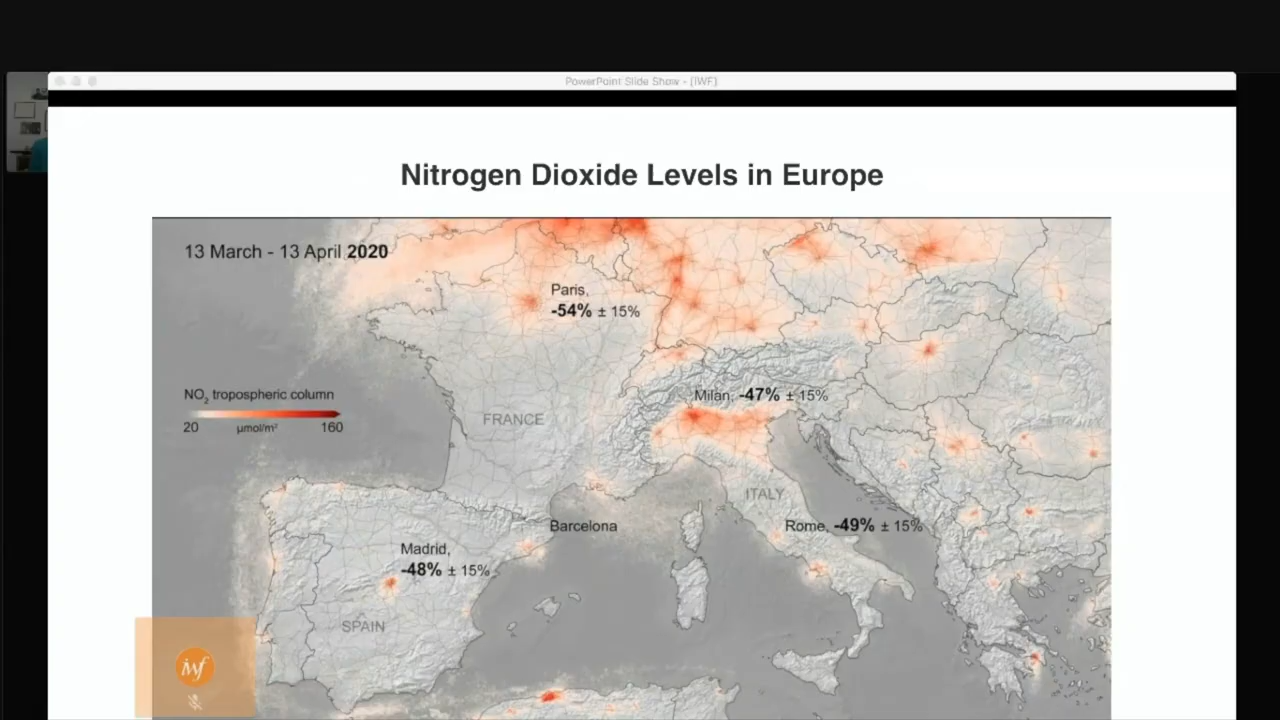 PowerPoint Slide Show - [IWF]
Nitrogen Dioxide Levels in Europe
13 March - 13 April 2020
Paris,
-54% ± 15%
NO2 tropospheric column
20 µmol/m² 160
Milan, -47% ± 15%
FRANCE
ITALY
Barcelona
Rome, -49% ± 15%
Madrid,
-48% ± 15%
SPAIN
iwf